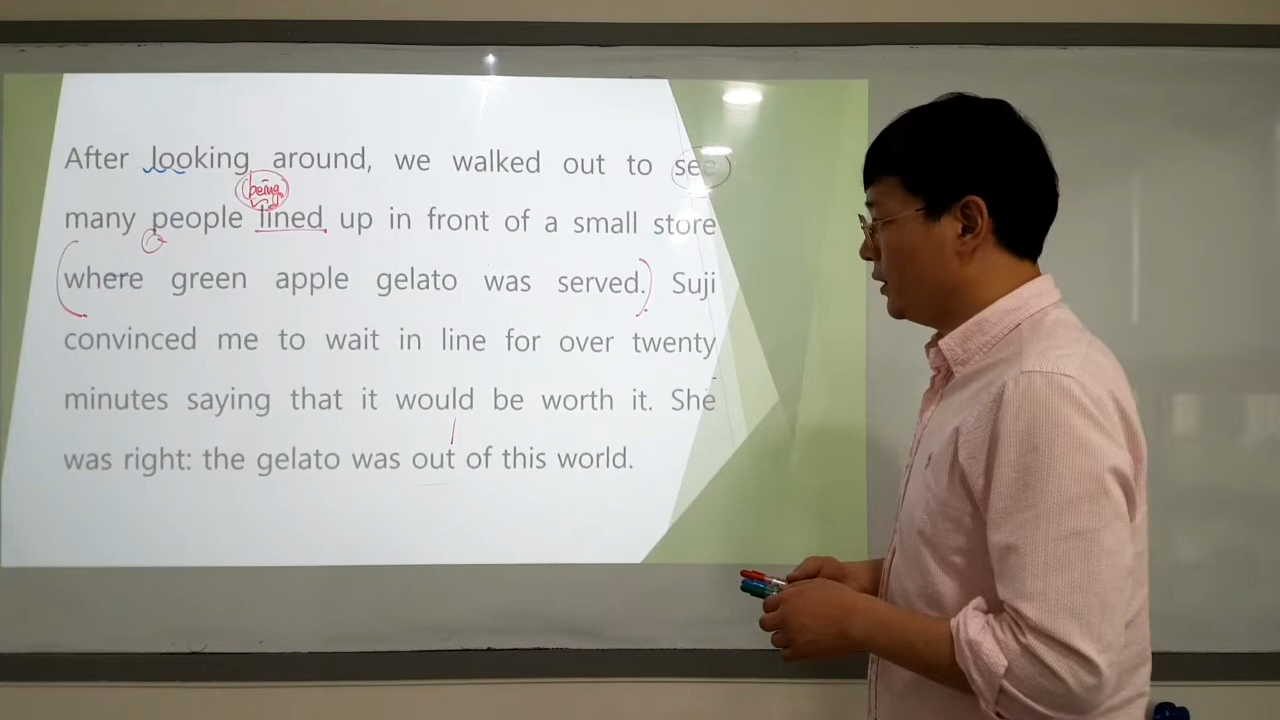 After looking around, we walked out to see
being
many people lined up in front of a small store
where green apple gelato was served. Suji
convinced me to wait in line for over twenty
minutes saying that it would be worth it. She
was right: the gelato was out of this world.